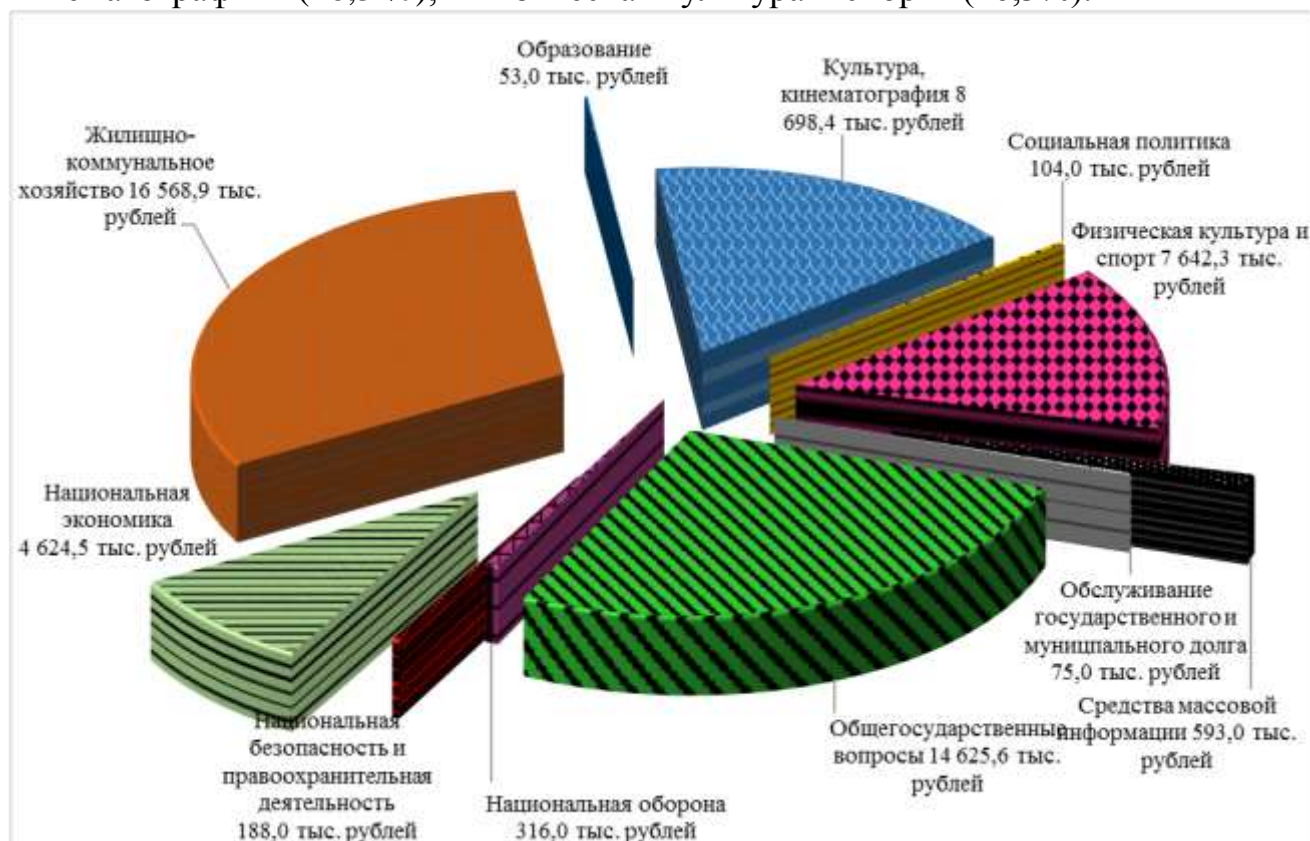 Образование
53,0 тыс. рублей
Культура,
кинематография 8
698,4 тыс. рублей
Жилищно-
коммунальное
хозяйство 16 568,9 тыс.
рублей
Социальная политика
104,0 тыс. рублей
Физическая культура и
спорт 7 642,3 тыс.
рублей
Национальная
экономика
4 624,5 тыс. рублей
Обслуживание
государственного и
муницпального долга
75,0 тыс. рублей
Средства массовой
информации 593,0 тыс.
рублей
Общегосударственные
вопросы 14 625,6 тыс.
рублей
Национальная
безопасность и
правоохранительная
деятельность
188,0 тыс. рублей
Национальная оборона
316,0 тыс. рублей